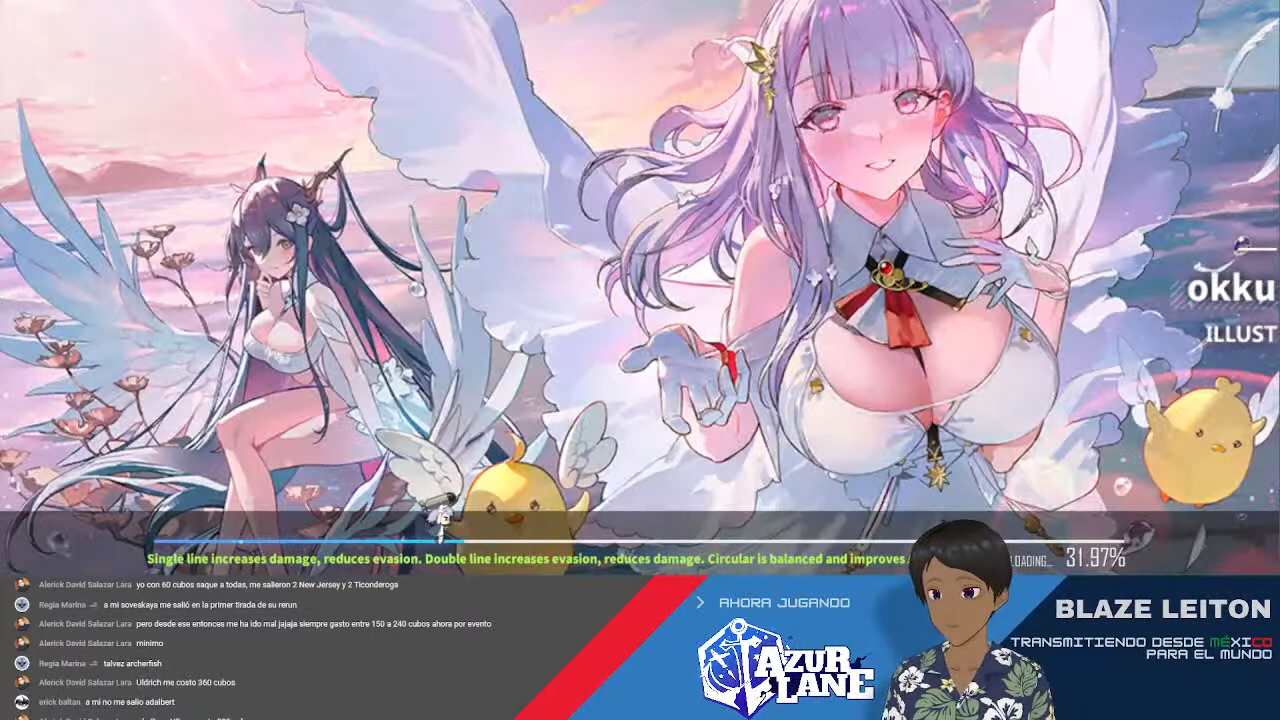 okku
ILLUST
Single line increases damage, reduces evasion. Double line increases evasion, reduces damage. Circular is balanced and improves
LOADING... 31.97%
Alerick David Salazar Lara yo con 60 cubos saque a todas, me salieron 2 New Jersey y 2 Ticonderoga
Regia Marina a mi soveskaya me salió en la primer tirada de su rerun
Alerick David Salazar Lara pero desde ese entonces me ha ido mal jajaja siempre gasto entre 150 a 240 cubos ahora por evento
Alerick David Salazar Lara minimo
Regia Marina talvez archerfish
Alerick David Salazar Lara Uldrich me costo 360 cubos
erick baltan a mi no me salio adalbert
AHORA JUGANDO
AZUR
LANE
BLAZE LEITON
TRANSMITIENDO DESDE MÉXICO
PARA EL MUNDO